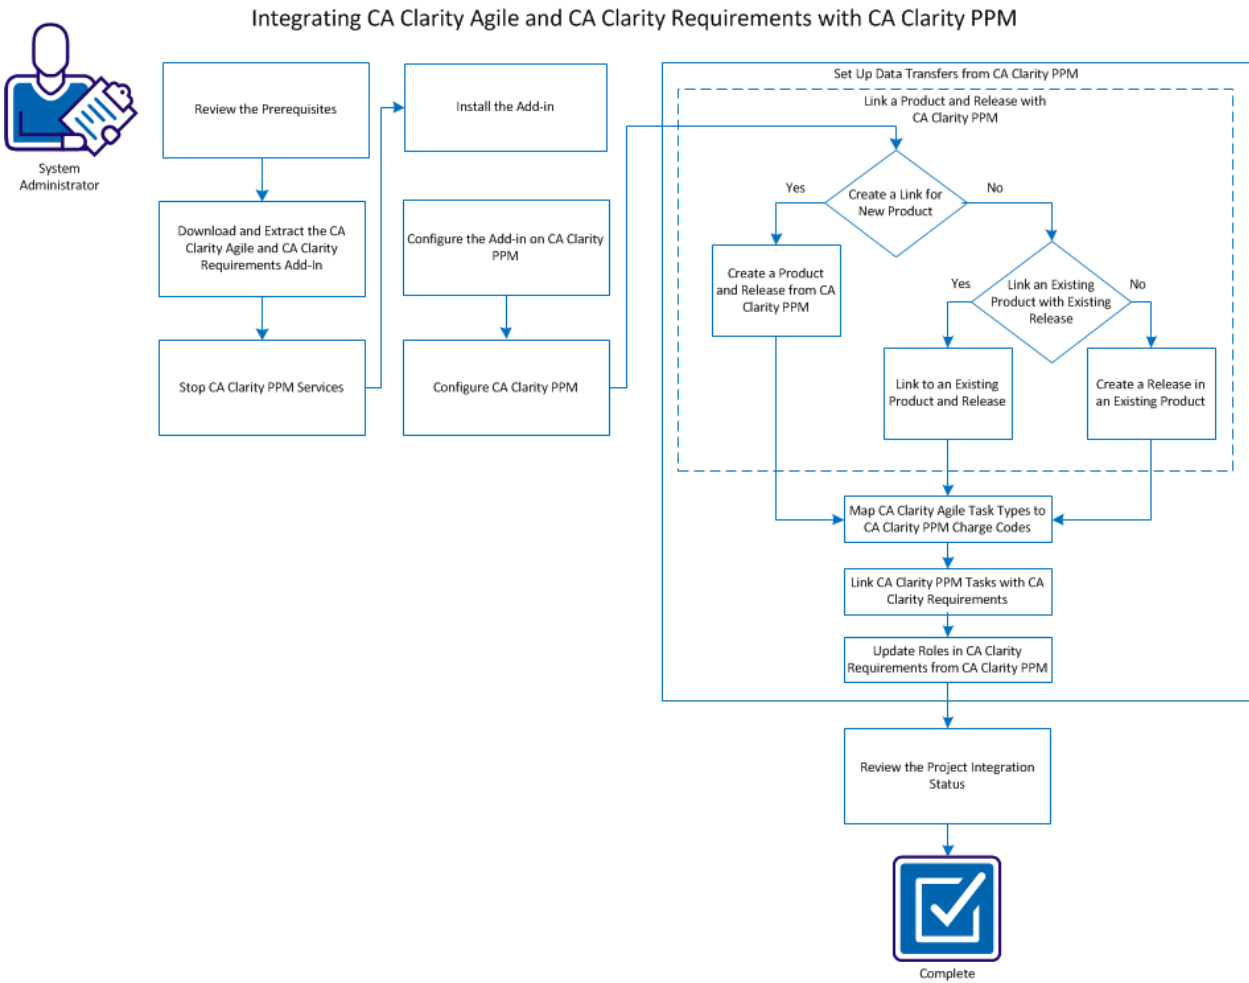 Integrating CA Clarity Agile and CA Clarity Requirements with CA Clarity PPM
System
Administrator
Review the Prerequisites
Download and Extract the CA
Clarity Agile and CA Clarity
Requirements Add-In
Stop CA Clarity PPM Services
Install the Add-in
Configure the Add-in on CA Clarity
PPM
Configure CA Clarity PPM
Set Up Data Transfers from CA Clarity PPM
Link a Product and Release with
CA Clarity PPM
Create a Link for
New Product
Yes
No
Create a Product
and Release from CA
Clarity PPM
Link an Existing
Product with Existing
Release
Yes
No
Link to an Existing
Product and Release
Create a Release in
an Existing Product
Map CA Clarity Agile Task Types to
CA Clarity PPM Charge Codes
Link CA Clarity PPM Tasks with CA
Clarity Requirements
Update Roles in CA Clarity
Requirements from CA Clarity PPM
Review the Project Integration
Status
Complete